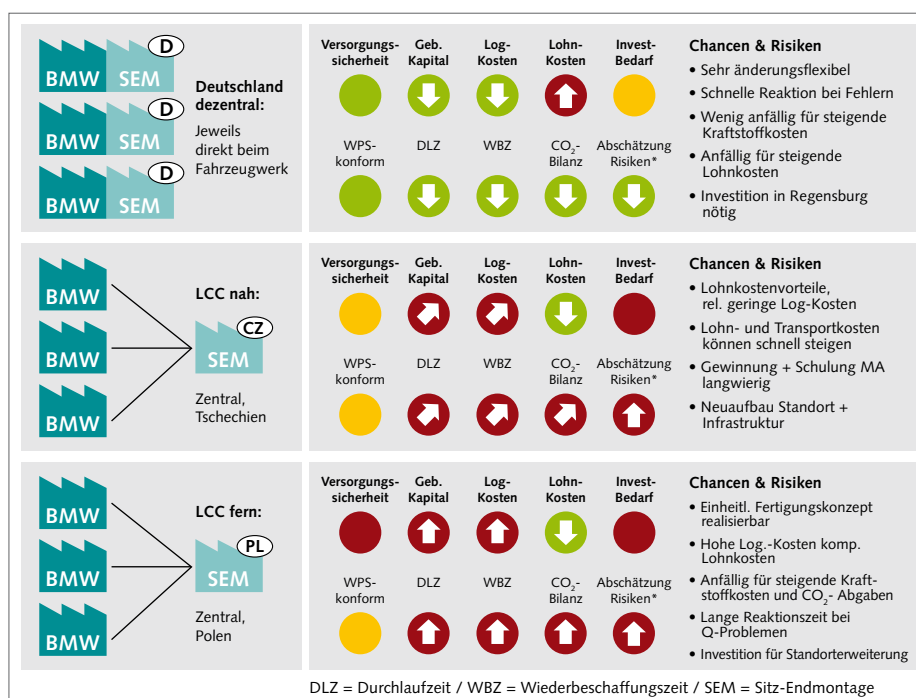 BMW SEM D
BMW SEM D
BMW SEM D
Deutschland
dezentral:
Jeweils
direkt beim
Fahrzeugwerk
Versorgungs-
sicherheit
Geb.
Kapital
Log-
Kosten
Lohn-
Kosten
Invest-
Bedarf
WPS-
konform
DLZ
WBZ
CO₂-
Bilanz
Abschätzung
Risiken*
Chancen & Risiken
• Sehr änderungsflexibel
• Schnelle Reaktion bei Fehlern
• Wenig anfällig für steigende
Kraftstoffkosten
• Anfällig für steigende
Lohnkosten
• Investition in Regensburg
nötig
BMW
BMW
BMW
LCC nah:
CZ
SEM
Zentral,
Tschechien
Versorgungs-
sicherheit
Geb.
Kapital
Log-
Kosten
Lohn-
Kosten
Invest-
Bedarf
WPS-
konform
DLZ
WBZ
CO₂-
Bilanz
Abschätzung
Risiken*
Chancen & Risiken
• Lohnkostenvorteile,
rel. geringe Log-Kosten
• Lohn- und Transportkosten
können schnell steigen
• Gewinnung + Schulung MA
langwierig
• Neuaufbau Standort +
Infrastruktur
BMW
BMW
BMW
LCC fern:
PL
SEM
Zentral,
Polen
Versorgungs-
sicherheit
Geb.
Kapital
Log-
Kosten
Lohn-
Kosten
Invest-
Bedarf
WPS-
konform
DLZ
WBZ
CO₂-
Bilanz
Abschätzung
Risiken*
Chancen & Risiken
• Einheitl. Fertigungskonzept
realisierbar
• Hohe Log.-Kosten komp.
Lohnkosten
• Anfällig für steigende Kraft-
stoffkosten und CO₂- Abgaben
• Lange Reaktionszeit bei
Q-Problemen
• Investition für Standorterweiterung
DLZ = Durchlaufzeit / WBZ = Wiederbeschaffungszeit / SEM = Sitz-Endmontage